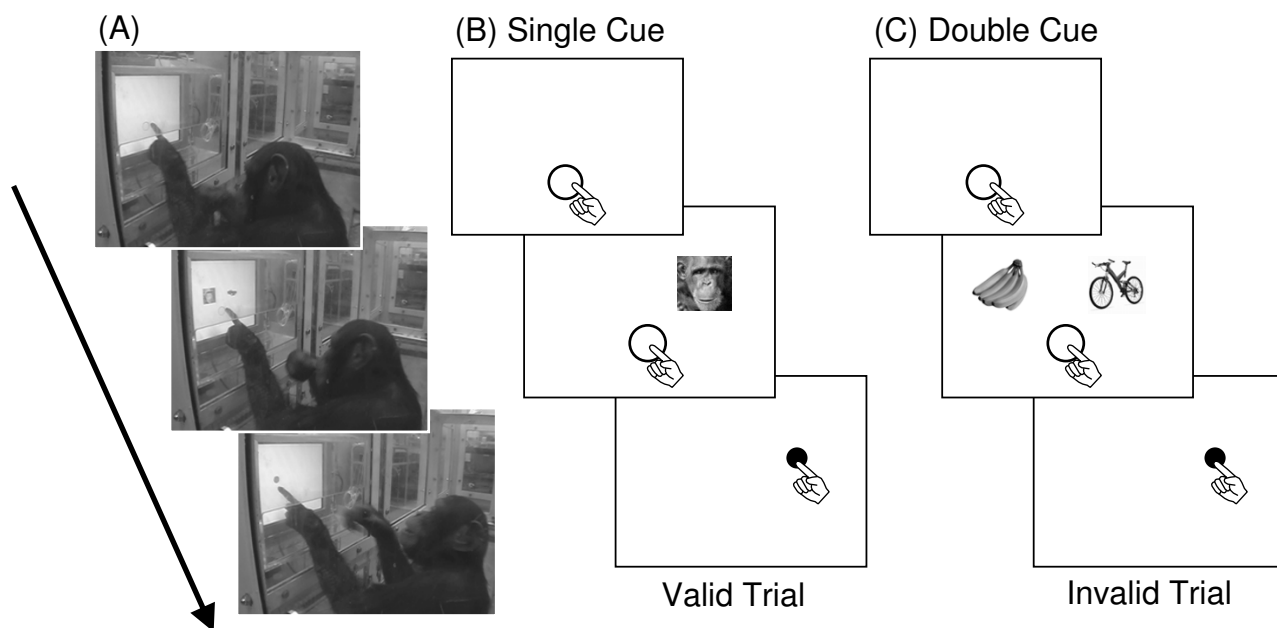 (A)
(B) Single Cue
(C) Double Cue
Valid Trial
Invalid Trial